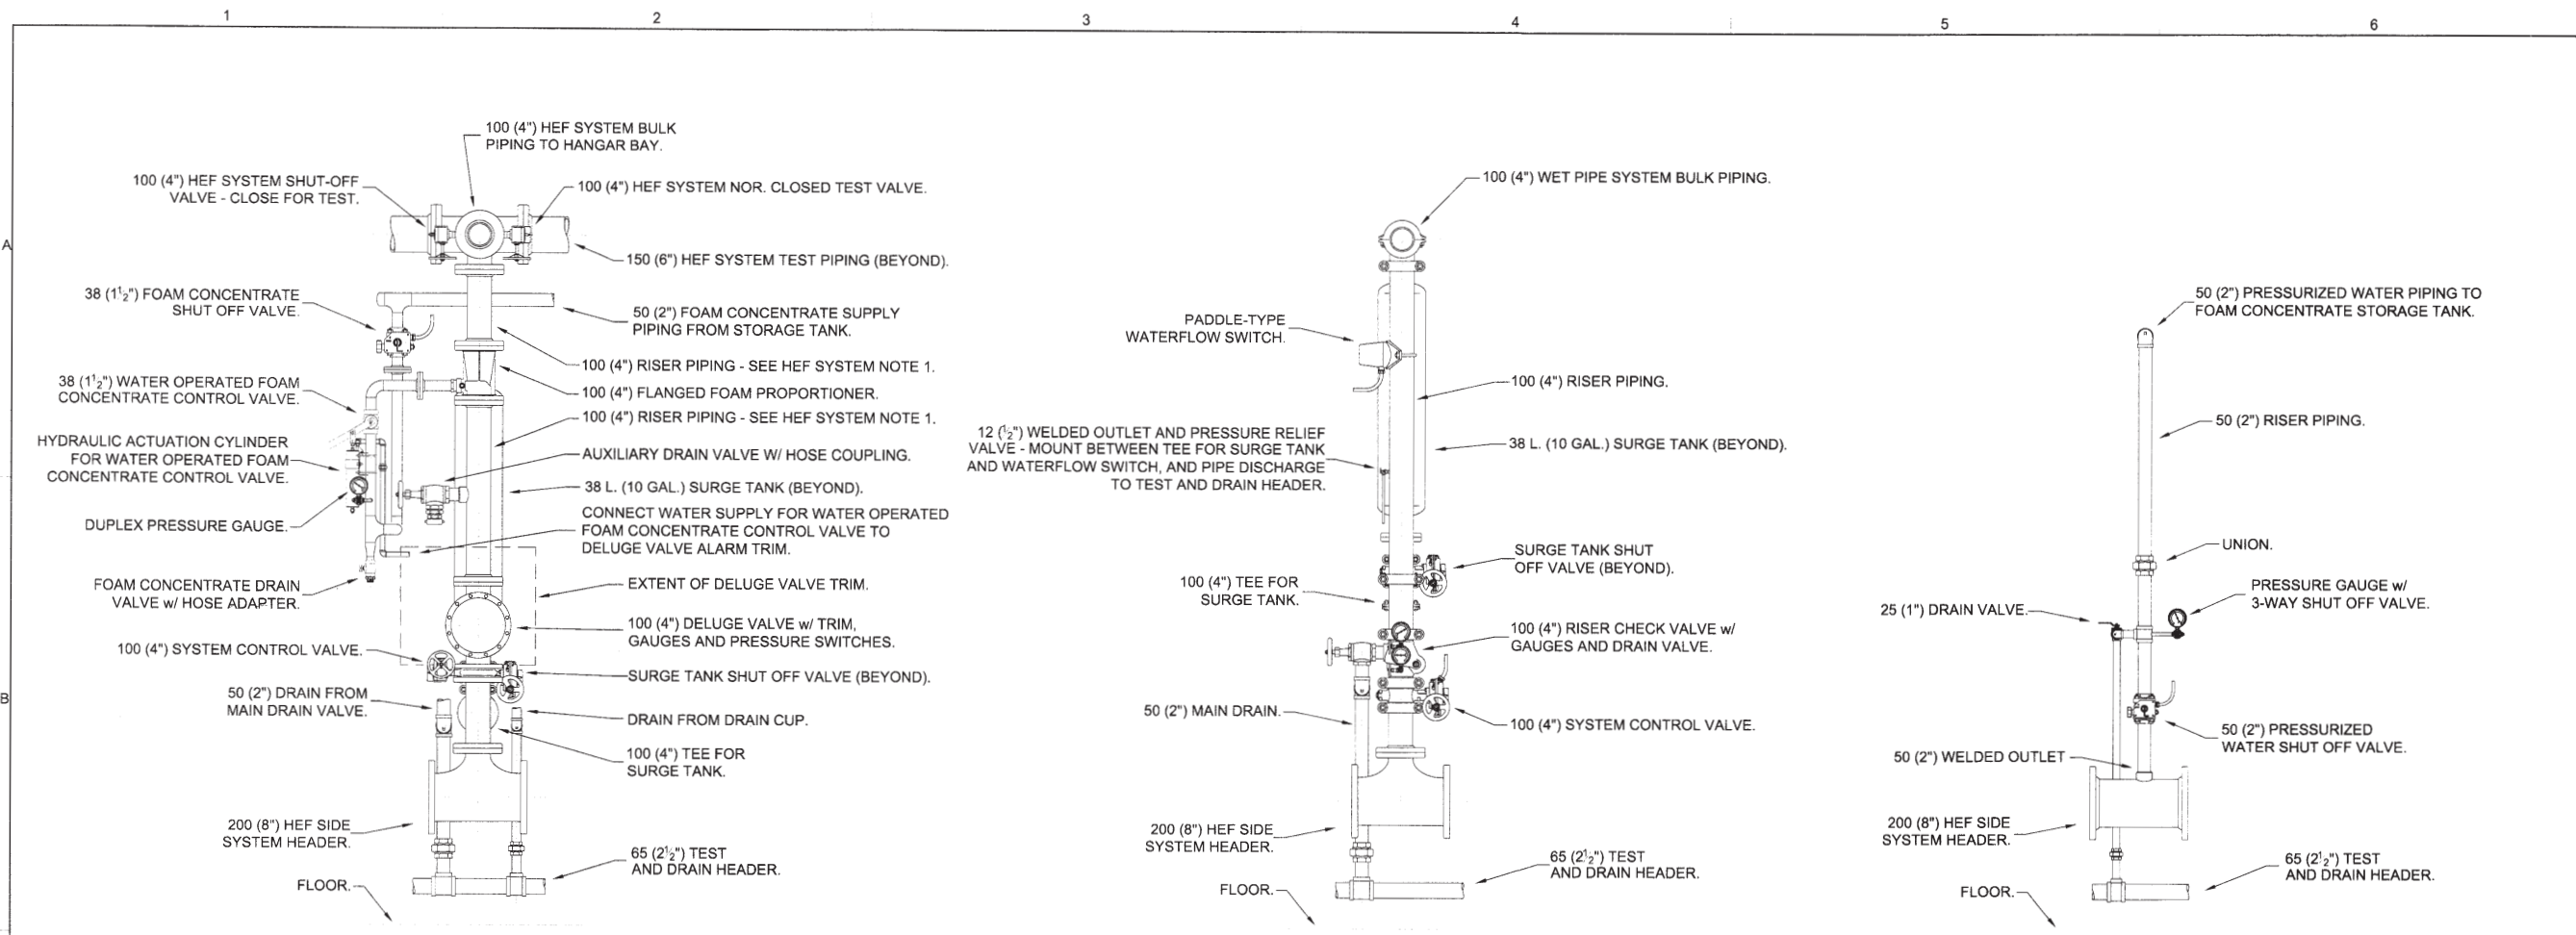 1 2 3 4 5 6
A
B
100 (4") HEF SYSTEM BULK
PIPING TO HANGAR BAY.
100 (4") HEF SYSTEM SHUT-OFF
VALVE - CLOSE FOR TEST.
100 (4") HEF SYSTEM NOR. CLOSED TEST VALVE.
150 (6") HEF SYSTEM TEST PIPING (BEYOND).
38 (1½") FOAM CONCENTRATE
SHUT OFF VALVE.
50 (2") FOAM CONCENTRATE SUPPLY
PIPING FROM STORAGE TANK.
100 (4") RISER PIPING - SEE HEF SYSTEM NOTE 1.
38 (1½") WATER OPERATED FOAM
CONCENTRATE CONTROL VALVE.
100 (4") FLANGED FOAM PROPORTIONER.
100 (4") RISER PIPING - SEE HEF SYSTEM NOTE 1.
HYDRAULIC ACTUATION CYLINDER
FOR WATER OPERATED FOAM
CONCENTRATE CONTROL VALVE.
AUXILIARY DRAIN VALVE W/ HOSE COUPLING.
38 L. (10 GAL.) SURGE TANK (BEYOND).
DUPLEX PRESSURE GAUGE.
CONNECT WATER SUPPLY FOR WATER OPERATED
FOAM CONCENTRATE CONTROL VALVE TO
DELUGE VALVE ALARM TRIM.
FOAM CONCENTRATE DRAIN
VALVE w/ HOSE ADAPTER.
EXTENT OF DELUGE VALVE TRIM.
100 (4") DELUGE VALVE w/ TRIM,
GAUGES AND PRESSURE SWITCHES.
100 (4") SYSTEM CONTROL VALVE.
SURGE TANK SHUT OFF VALVE (BEYOND).
50 (2") DRAIN FROM
MAIN DRAIN VALVE.
DRAIN FROM DRAIN CUP.
100 (4") TEE FOR
SURGE TANK.
200 (8") HEF SIDE
SYSTEM HEADER.
65 (2½") TEST
AND DRAIN HEADER.
FLOOR.
100 (4") WET PIPE SYSTEM BULK PIPING.
PADDLE-TYPE
WATERFLOW SWITCH.
100 (4") RISER PIPING.
12 (½") WELDED OUTLET AND PRESSURE RELIEF
VALVE - MOUNT BETWEEN TEE FOR SURGE TANK
AND WATERFLOW SWITCH, AND PIPE DISCHARGE
TO TEST AND DRAIN HEADER.
38 L. (10 GAL.) SURGE TANK (BEYOND).
SURGE TANK SHUT
OFF VALVE (BEYOND).
100 (4") TEE FOR
SURGE TANK.
100 (4") RISER CHECK VALVE w/
GAUGES AND DRAIN VALVE.
50 (2") MAIN DRAIN.
100 (4") SYSTEM CONTROL VALVE.
200 (8") HEF SIDE
SYSTEM HEADER.
65 (2½") TEST
AND DRAIN HEADER.
FLOOR.
50 (2") PRESSURIZED WATER PIPING TO
FOAM CONCENTRATE STORAGE TANK.
50 (2") RISER PIPING.
UNION.
PRESSURE GAUGE w/
3-WAY SHUT OFF VALVE.
25 (1") DRAIN VALVE.
50 (2") PRESSURIZED
WATER SHUT OFF VALVE.
50 (2") WELDED OUTLET
200 (8") HEF SIDE
SYSTEM HEADER.
65 (2½") TEST
AND DRAIN HEADER.
FLOOR.